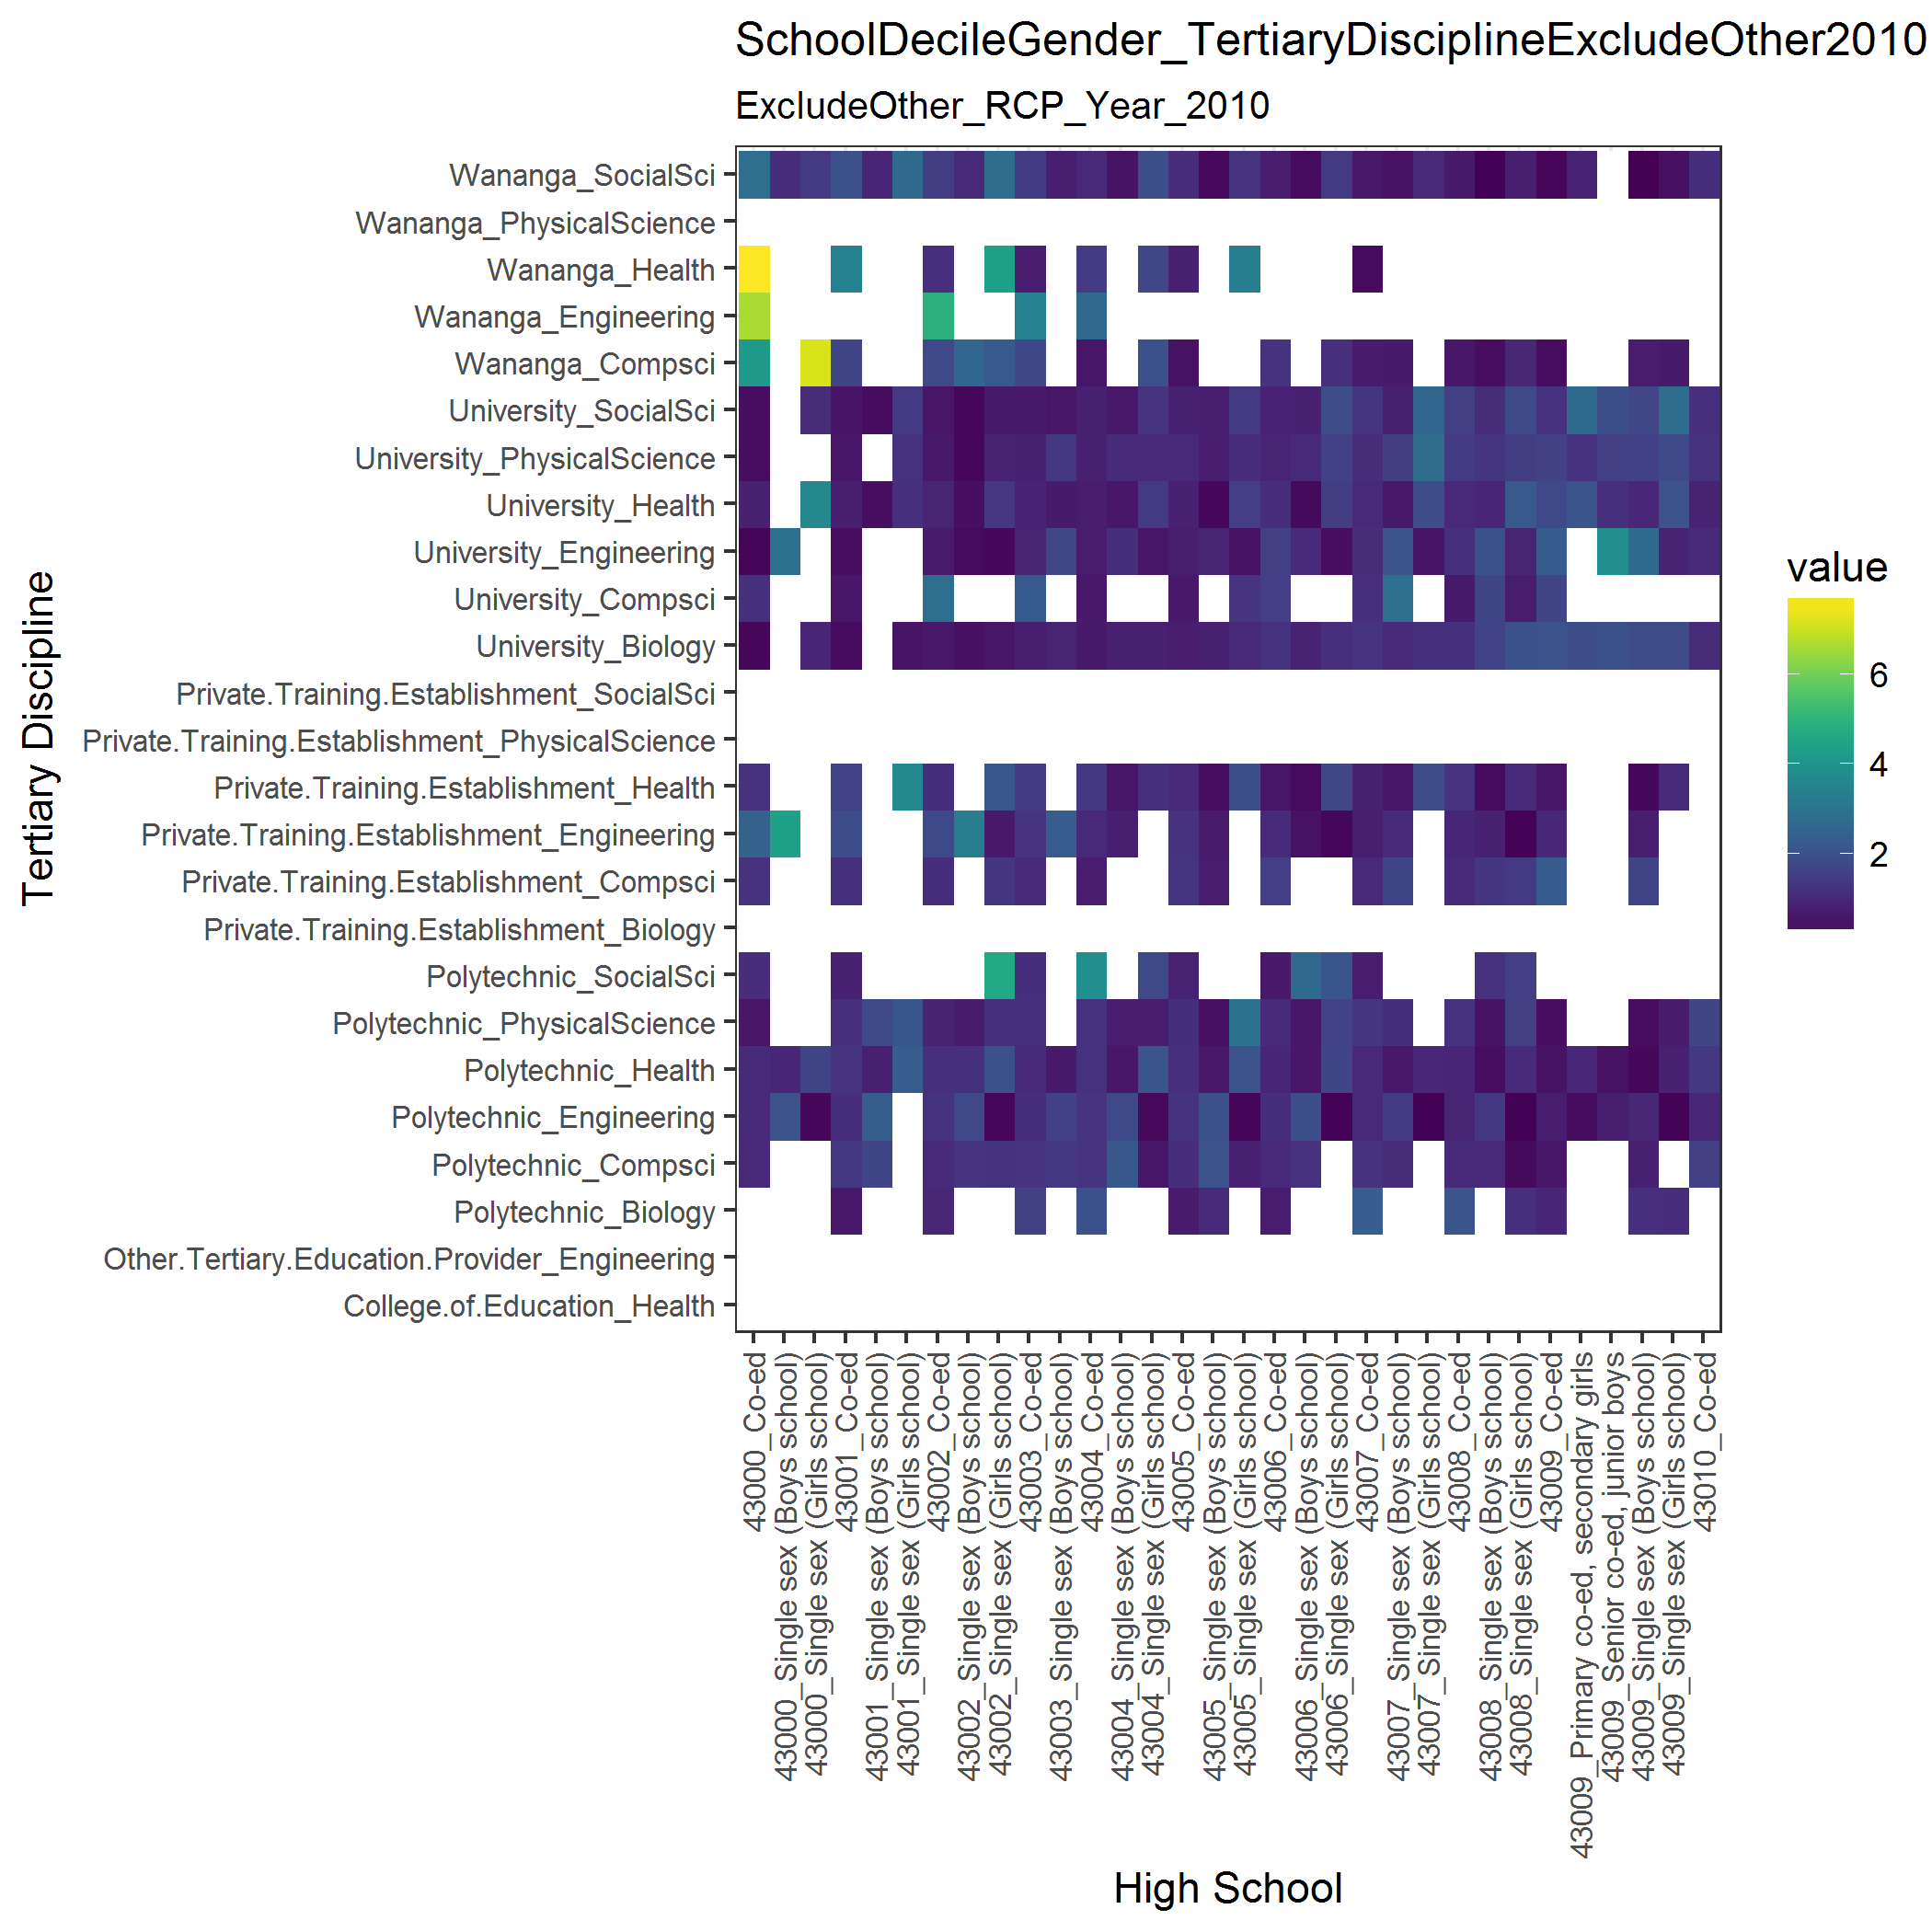 SchoolDecileGender_TertiaryDisciplineExcludeOther2010
ExcludeOther_RCP_Year_2010
Wananga_SocialSci
Wananga_PhysicalScience
Wananga_Health
Wananga_Engineering
Wananga_Compsci
University_SocialSci
University_PhysicalScience
University_Health
University_Engineering
University_Compsci
University_Biology
Private.Training.Establishment_SocialSci
Private.Training.Establishment_PhysicalScience
Private.Training.Establishment_Health
Private.Training.Establishment_Engineering
Private.Training.Establishment_Compsci
Private.Training.Establishment_Biology
Polytechnic_SocialSci
Polytechnic_PhysicalScience
Polytechnic_Health
Polytechnic_Engineering
Polytechnic_Compsci
Polytechnic_Biology
Other.Tertiary.Education.Provider_Engineering
College.of.Education_Health
Tertiary Discipline
43000_Co-ed
43000_Single sex (Boys school)
43000_Single sex (Girls school)
43001_Co-ed
43001_Single sex (Boys school)
43001_Single sex (Girls school)
43002_Co-ed
43002_Single sex (Boys school)
43002_Single sex (Girls school)
43003_Co-ed
43003_Single sex (Boys school)
43004_Co-ed
43004_Single sex (Boys school)
43004_Single sex (Girls school)
43005_Co-ed
43005_Single sex (Boys school)
43005_Single sex (Girls school)
43006_Co-ed
43006_Single sex (Boys school)
43006_Single sex (Girls school)
43007_Co-ed
43007_Single sex (Boys school)
43007_Single sex (Girls school)
43008_Co-ed
43008_Single sex (Boys school)
43008_Single sex (Girls school)
43009_Co-ed
43009_Primary co-ed, secondary girls
43009_Senior co-ed, junior boys
43009_Single sex (Boys school)
43009_Single sex (Girls school)
43010_Co-ed
High School
value
6
4
2